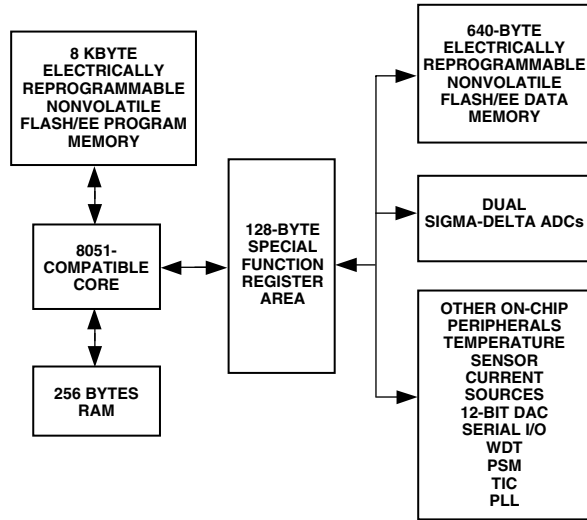 8 KBYTE
ELECTRICALLY
REPROGRAMMABLE
NONVOLATILE
FLASH/EE PROGRAM
MEMORY
8051-
COMPATIBLE
CORE
256 BYTES
RAM
128-BYTE
SPECIAL
FUNCTION
REGISTER
AREA
640-BYTE
ELECTRICALLY
REPROGRAMMABLE
NONVOLATILE
FLASH/EE DATA
MEMORY
DUAL
SIGMA-DELTA ADCs
OTHER ON-CHIP
PERIPHERALS
TEMPERATURE
SENSOR
CURRENT
SOURCES
12-BIT DAC
SERIAL I/O
WDT
PSM
TIC
PLL